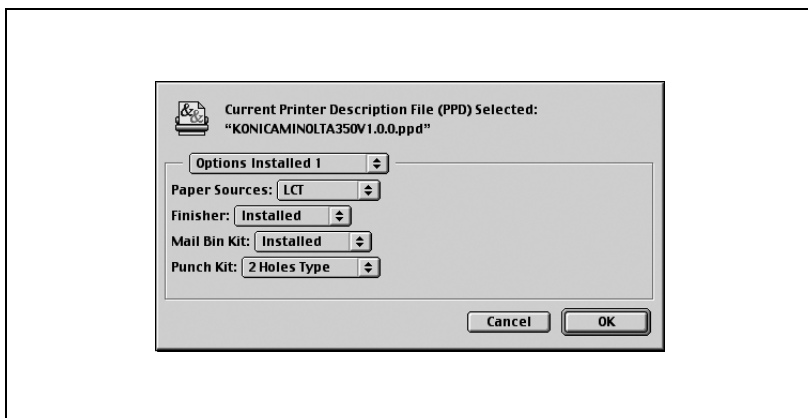 Current Printer Description File (PPD) Selected:
“KONICAMINOLTA350V1.0.0.ppd”
Options Installed 1
Paper Sources: LCT
Finisher: Installed
Mail Bin Kit: Installed
Punch Kit: 2 Holes Type
Cancel OK